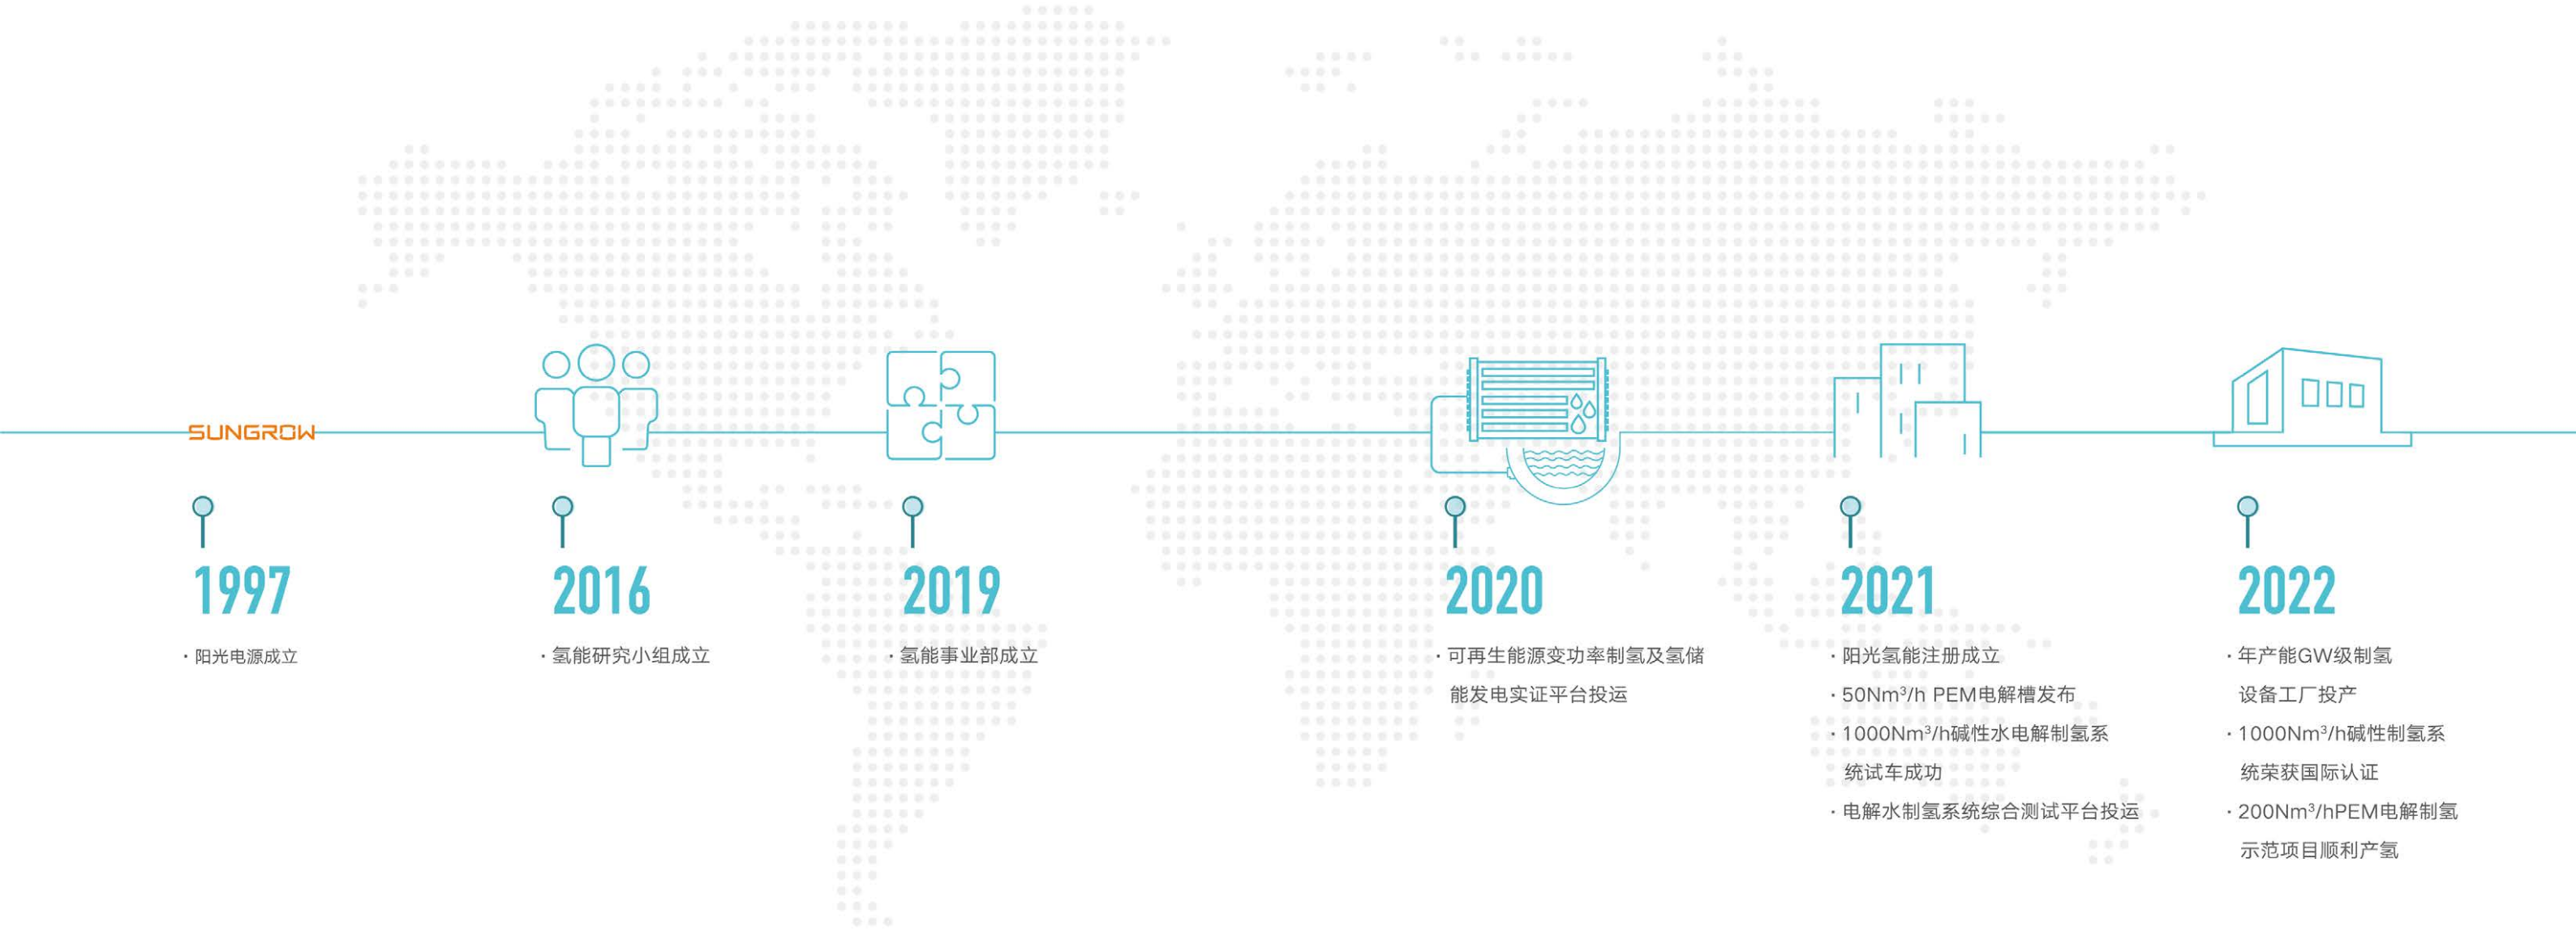 SUNGROW
1997
· 阳光电源成立
2016
· 氢能研究小组成立
2019
· 氢能事业部成立
2020
· 可再生能源变功率制氢及氢储
能发电实证平台投运
2021
· 阳光氢能注册成立
· 50Nm³/h PEM电解槽发布
· 1000Nm³/h碱性水电解制氢系
统试车成功
· 电解水制氢系统综合测试平台投运
2022
· 年产能GW级制氢
设备工厂投产
· 1000Nm³/h碱性制氢系
统荣获国际认证
· 200Nm³/hPEM电解制氢
示范项目顺利产氢